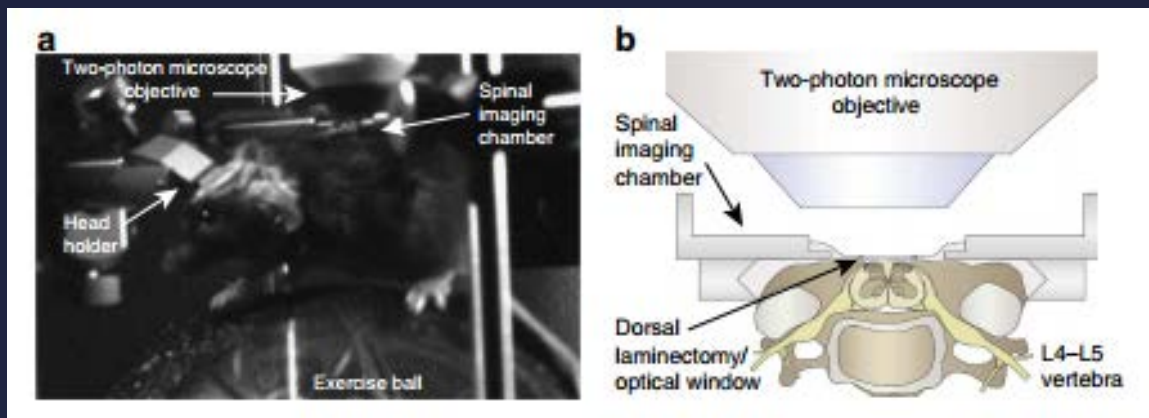 a
Two-photon microscope
objective
Spinal
imaging
chamber
Head
holder
Exercise ball
b
Two-photon microscope
objective
Spinal
imaging
chamber
Dorsal
laminectomy/
optical window
L4–L5
vertebra